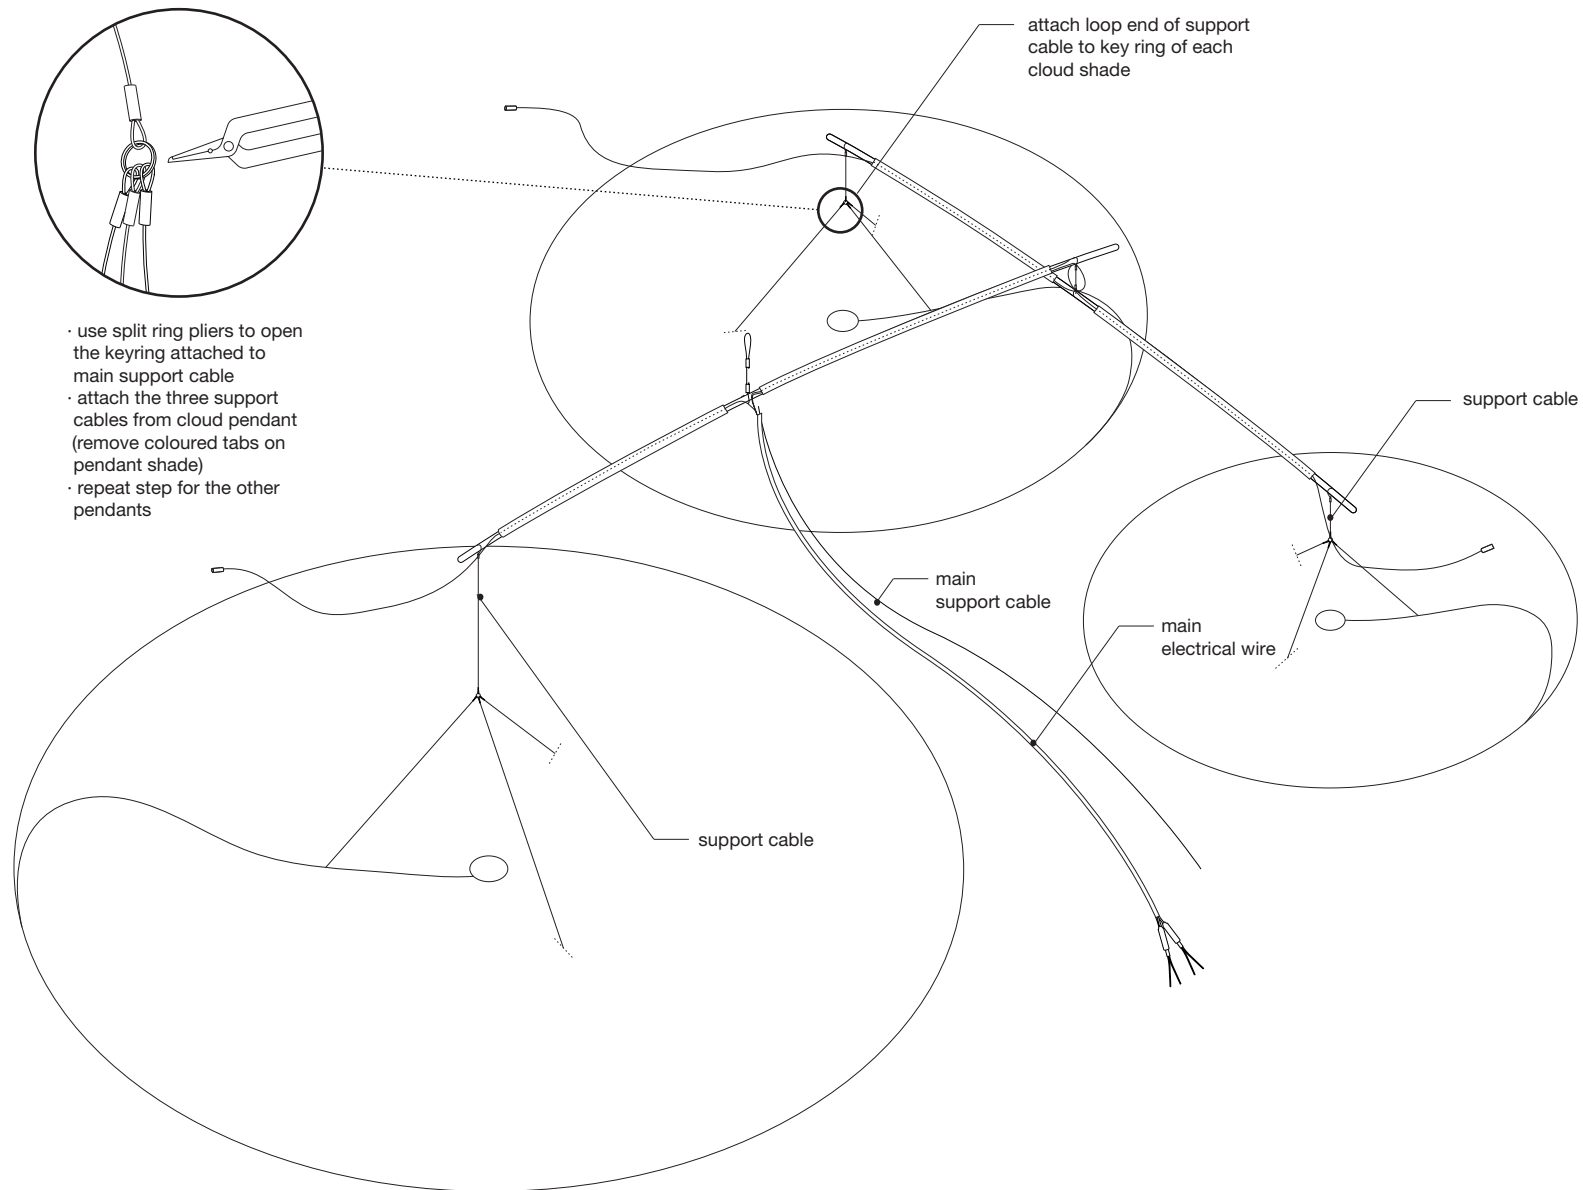 attach loop end of support
cable to key ring of each
cloud shade
· use split ring pliers to open
the keyring attached to
main support cable
· attach the three support
cables from cloud pendant
(remove coloured tabs on
pendant shade)
· repeat step for the other
pendants
support cable
main
support cable
main
electrical wire
support cable